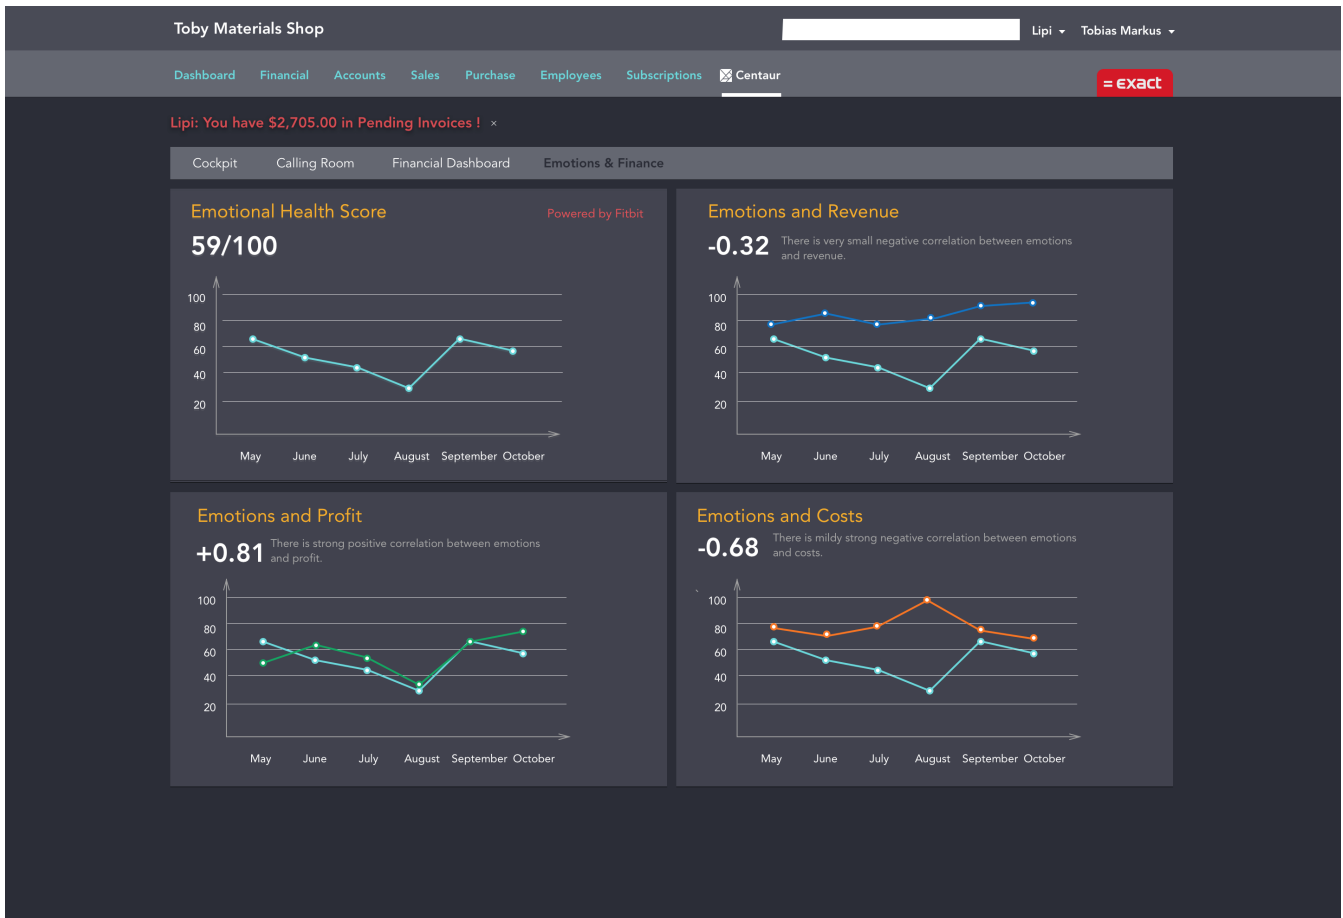 Toby Materials Shop
Lipi
Tobias Markus
Dashboard Financial Accounts Sales Purchase Employees Subscriptions Centaur
= exact
Lipi: You have $2,705.00 in Pending Invoices ! ×
Cockpit Calling Room Financial Dashboard Emotions & Finance
Emotional Health Score
Powered by Fitbit
59/100
100
80
60
40
20
May June July August September October
Emotions and Revenue
-0.32
There is very small negative correlation between emotions
and revenue.
100
80
60
40
20
May June July August September October
Emotions and Profit
+0.81
There is strong positive correlation between emotions
and profit.
100
80
60
40
20
May June July August September October
Emotions and Costs
-0.68
There is mildy strong negative correlation between emotions
and costs.
100
80
60
40
20
May June July August September October